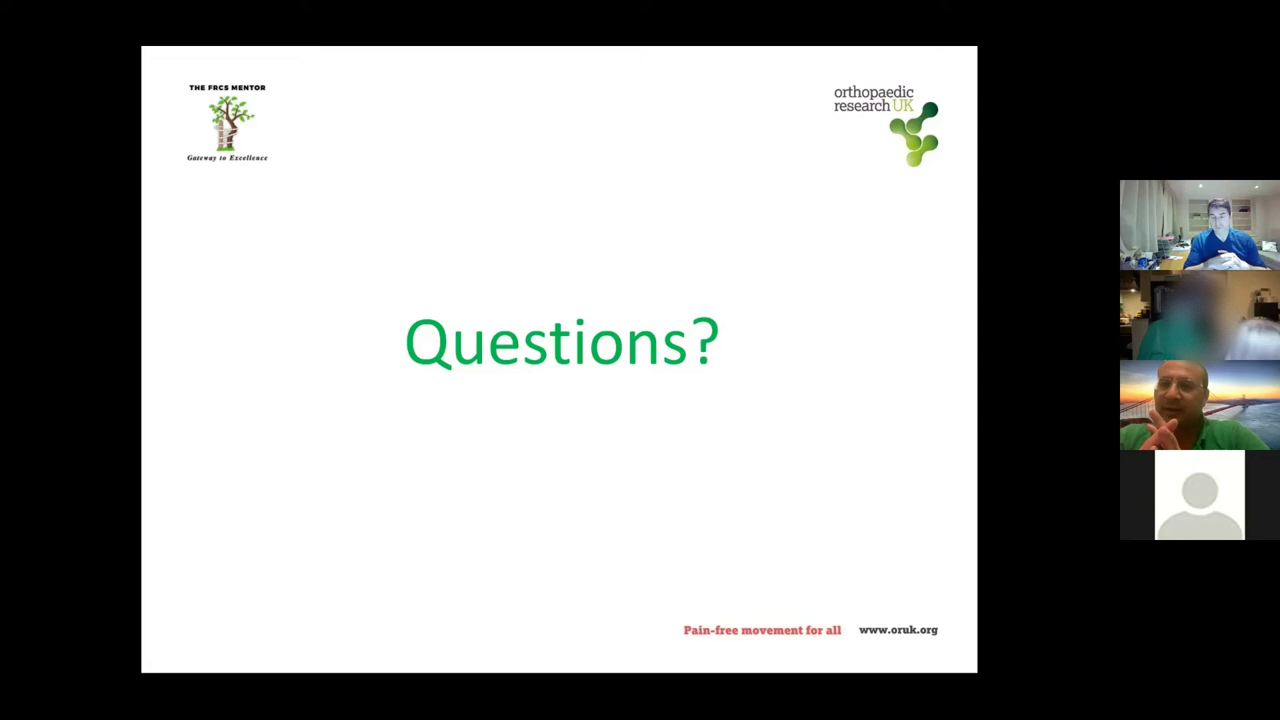 THE FRCS MENTOR
Gateway to Excellence
orthopaedic
research UK
Questions?
Pain-free movement for all www.oruk.org